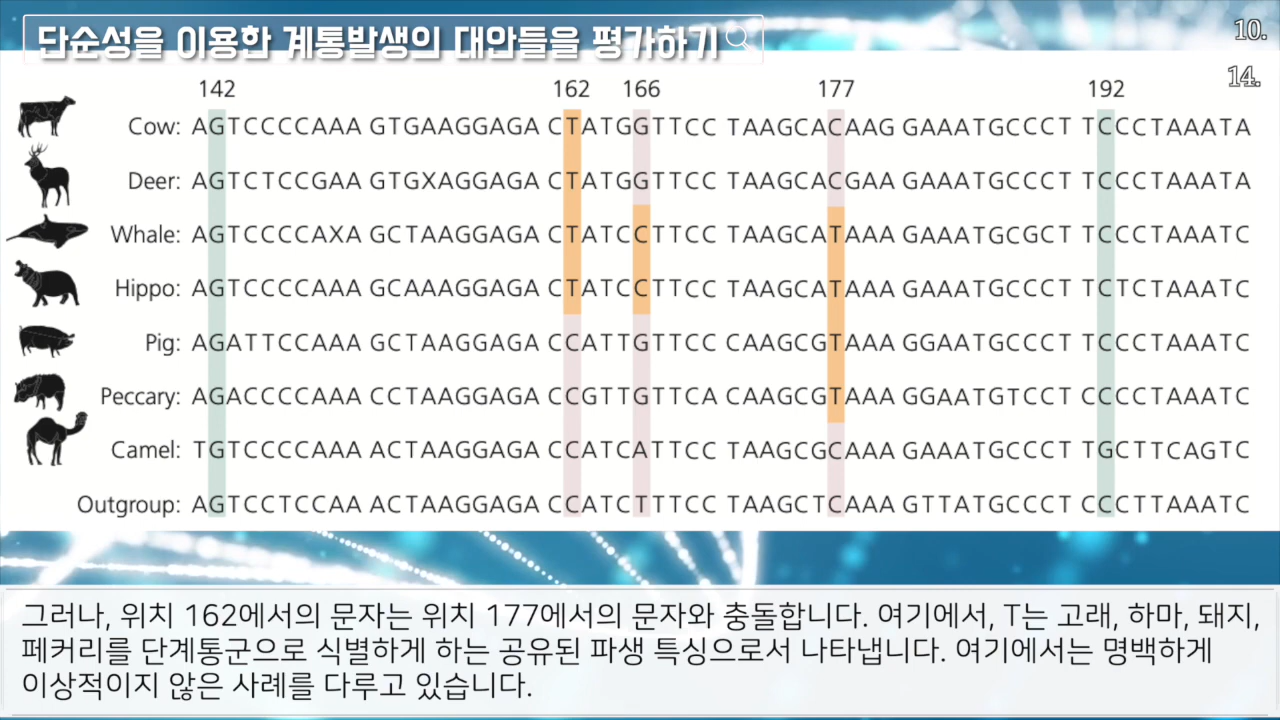 단순성을 이용한 계통발생의 대안들을 평가하기
10.
14.
142 162 166 177 192
Cow: AGTCCCCAAA GTGAAGGAGA CTATGGTTCC TAAGCACAAG GAAATGCCCT TCCCTAAATA
Deer: AGTCTCCGAA GTGXAGGAGA CTATGGTTCC TAAGCACGAA GAAATGCCCT TCCCTAAATA
Whale: AGTCCCCAXA GCTAAGGAGA CTATCCTTCC TAAGCATAAA GAAATGCGCT TCCCTAAATC
Hippo: AGTCCCCAAA GCAAAGGAGA CTATCCTTCC TAAGCATAAA GAAATGCCCT TCTCTAAATC
Pig: AGATTCCAAA GCTAAGGAGA CCATTGTTCC CAAGCGTAAA GGAATGCCCT TCCCTAAATC
Peccary: AGACCCCAAA CCTAAGGAGA CCGTTGTTCA CAAGCGTAAA GGAATGTCCT CCCCTAAATC
Camel: TGTCCCCAAA ACTAAGGAGA CCATCATTCC TAAGCGCAAA GAAATGCCCT TGCTTCAGTC
Outgroup: AGTCCTCCAA ACTAAGGAGA CCATCTTTCC TAAGCTCAAA GTTATGCCCT CCCTTAAATC
그러나, 위치 162에서의 문자는 위치 177에서의 문자와 충돌합니다. 여기에서, T는 고래, 하마, 돼지,
페커리를 단계통군으로 식별하게 하는 공유된 파생 특싱으로서 나타냅니다. 여기에서는 명백하게
이상적이지 않은 사례를 다루고 있습니다.